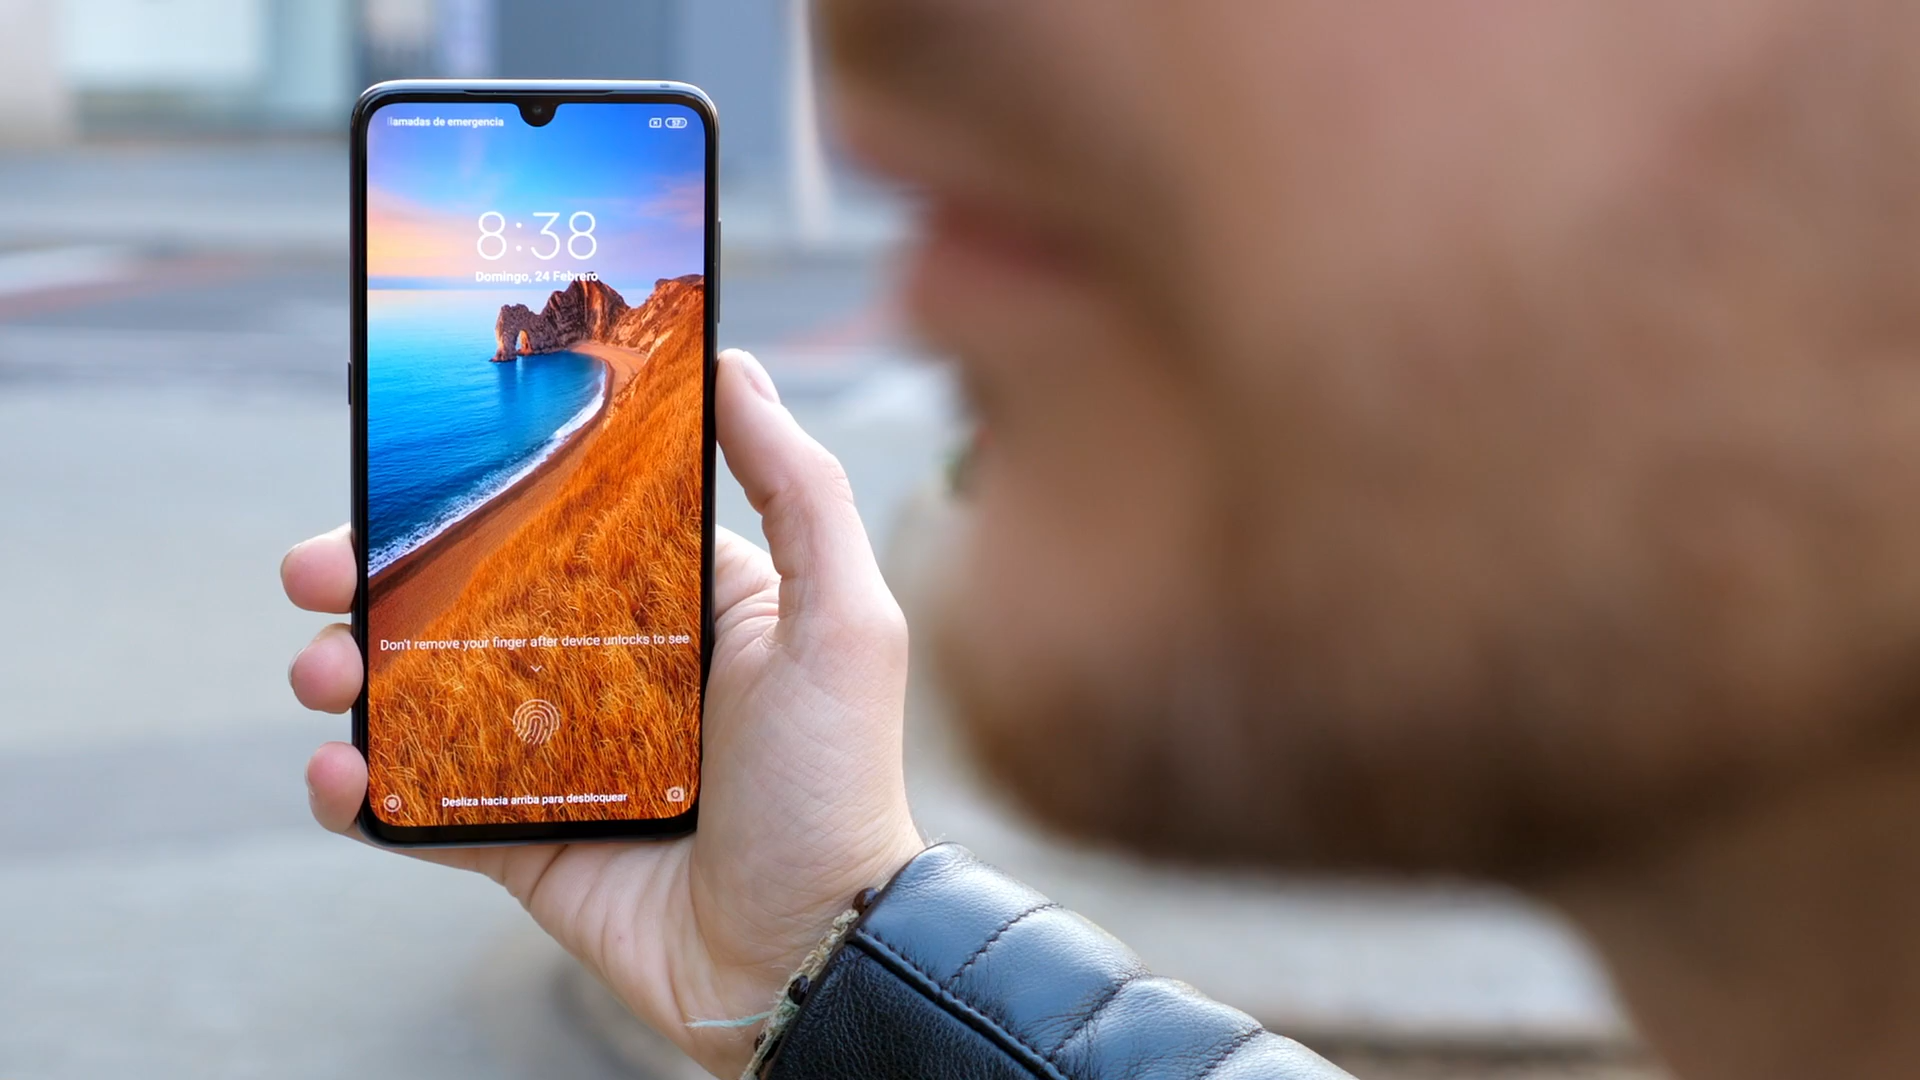 llamadas de emergencia
57
8:38
Domingo, 24 Febrero
Don't remove your finger after device unlocks to see
Desliza hacia arriba para desbloquear